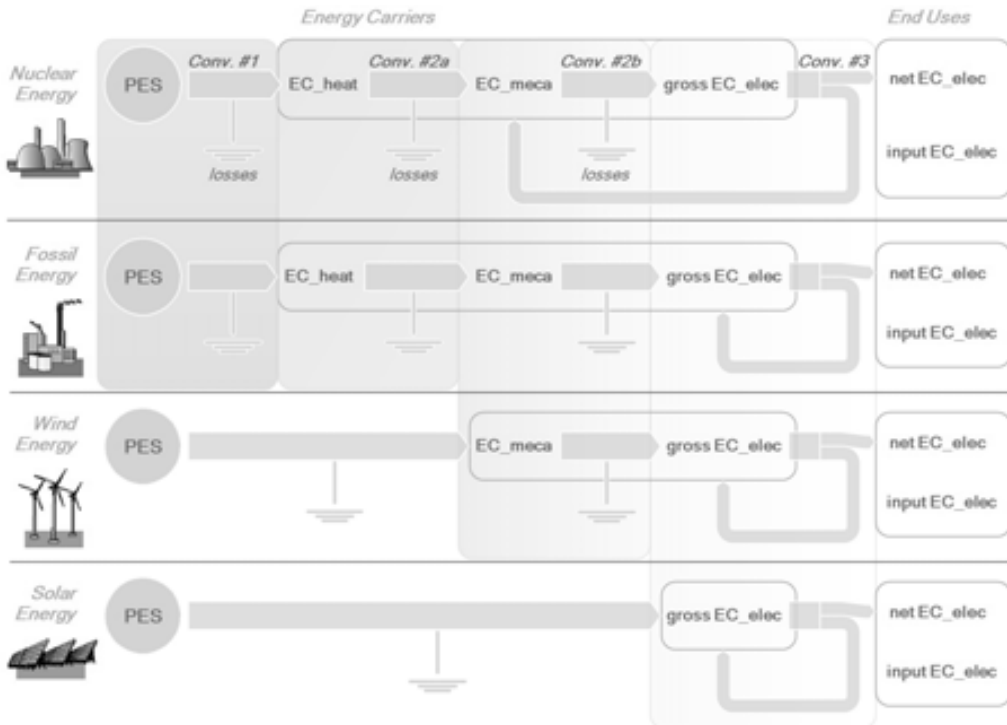 Energy Carriers
End Uses
Nuclear Energy
PES
Conv. #1
EC_heat
Conv. #2a
EC_meca
Conv. #2b
gross EC_elec
Conv. #3
net EC_elec
input EC_elec
losses
losses
losses
Fossil Energy
PES
EC_heat
EC_meca
gross EC_elec
net EC_elec
input EC_elec
Wind Energy
PES
EC_meca
gross EC_elec
net EC_elec
input EC_elec
Solar Energy
PES
gross EC_elec
net EC_elec
input EC_elec